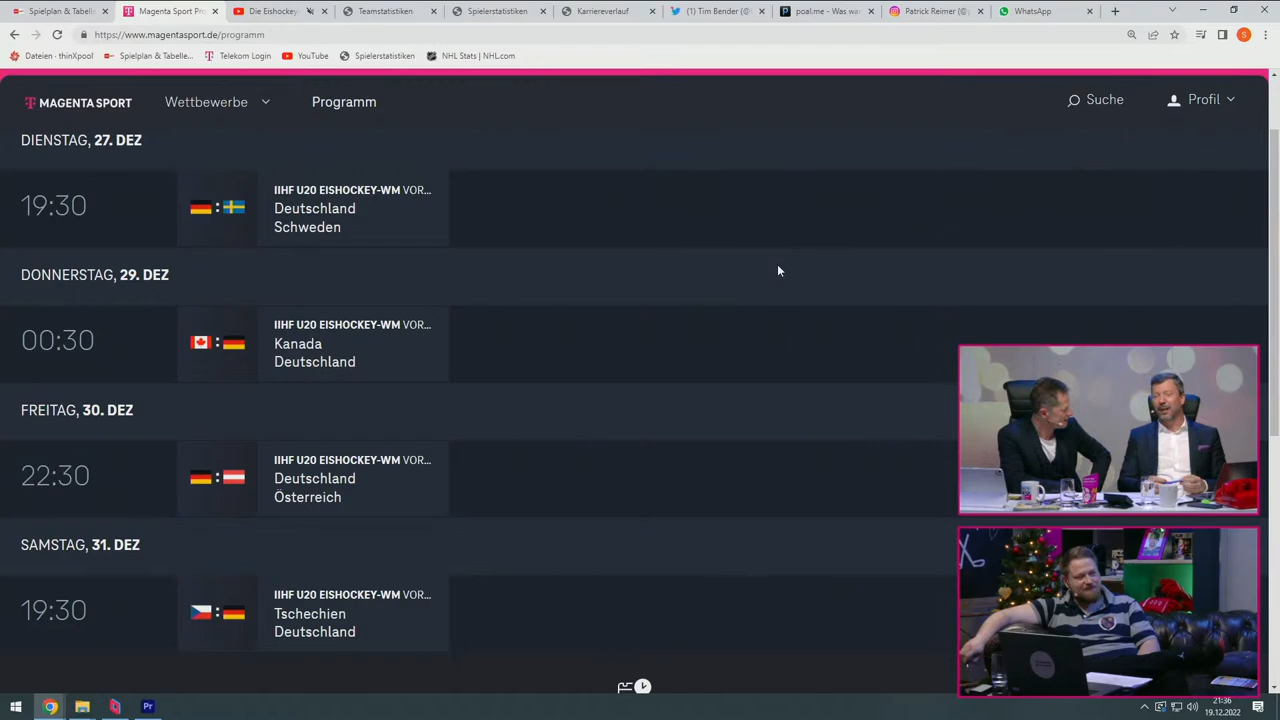 Spielplan & Tabelle
Magenta Sport Pro
Die Eishockey
Teamstatistiken
Spielerstatistiken
Karriereverlauf
(1) Tim Bender (@
poal.me - Was wa
Patrick Reimer (@
WhatsApp
https://www.magentasport.de/programm
S
Dateien · thinXpool
Spielplan & Tabelle...
Telekom Login
YouTube
Spielerstatistiken
NHL Stats | NHL.com
T MAGENTA SPORT
Wettbewerbe
Programm
Suche
Profil
DIENSTAG, 27. DEZ
19:30
:
IIHF U20 EISHOCKEY-WM VOR...
Deutschland
Schweden
DONNERSTAG, 29. DEZ
00:30
:
IIHF U20 EISHOCKEY-WM VOR...
Kanada
Deutschland
FREITAG, 30. DEZ
22:30
:
IIHF U20 EISHOCKEY-WM VOR...
Deutschland
Österreich
SAMSTAG, 31. DEZ
19:30
:
IIHF U20 EISHOCKEY-WM VOR...
Tschechien
Deutschland
Pr
21:36
19.12.2022